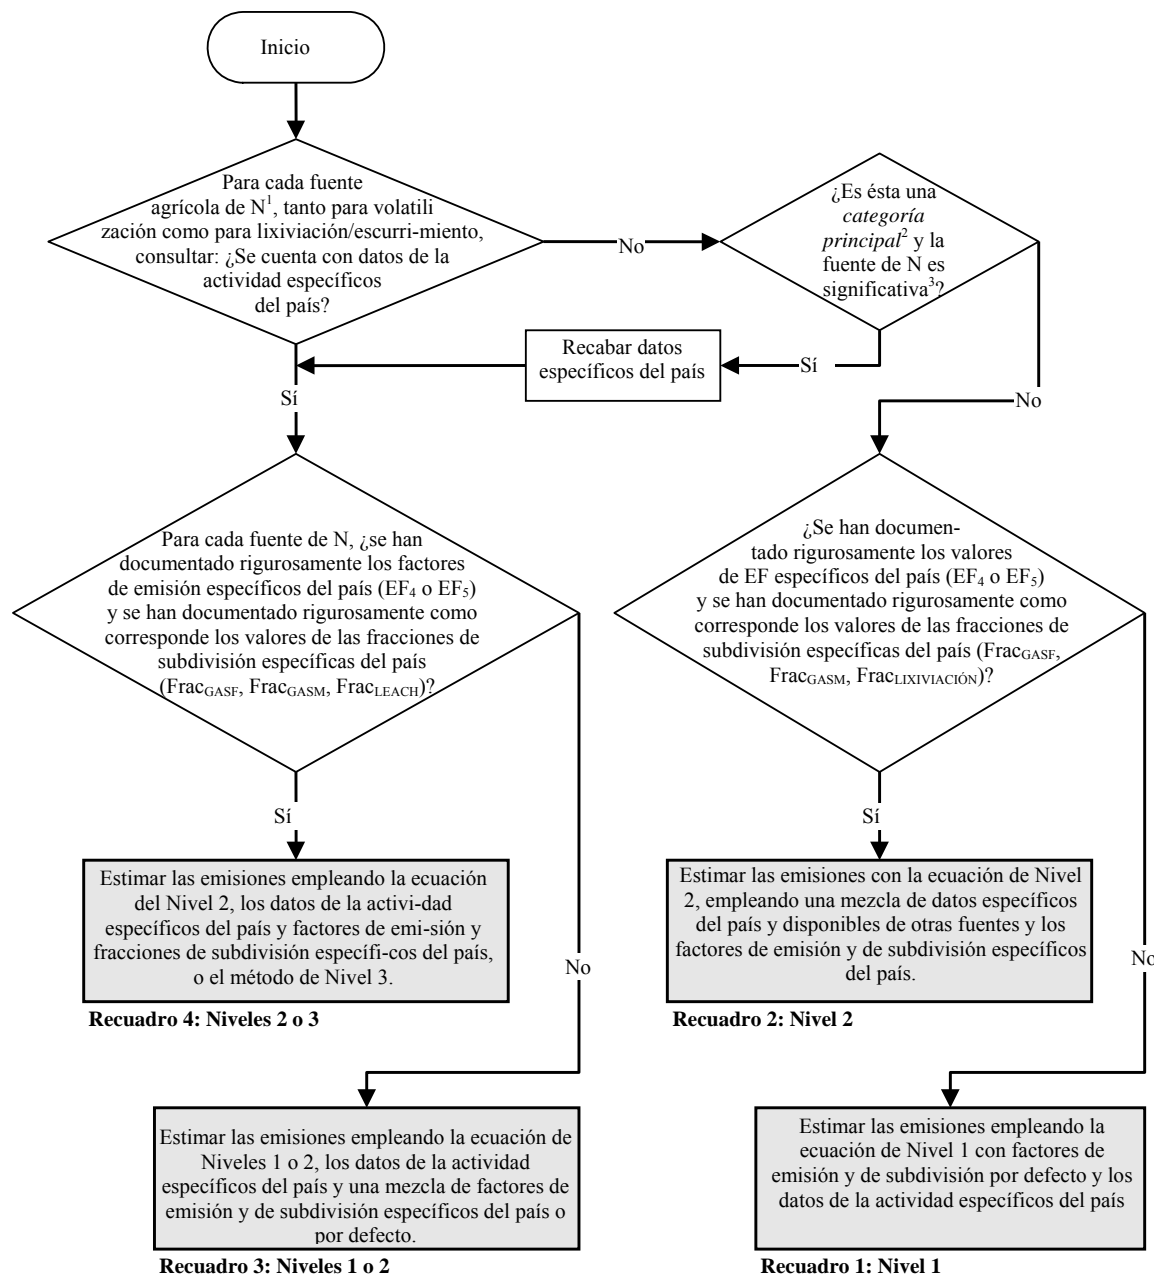 Inicio
Para cada fuente
agrícola de N1, tanto para volatili
zación como para lixiviación/escurri-miento,
consultar: ¿Se cuenta con datos de la
actividad específicos
del país?
No
¿Es ésta una
categoría
principal2 y la
fuente de N es
significativa3?
Recabar datos
específicos del país
Sí
Sí
No
Para cada fuente de N, ¿se han
documentado rigurosamente los factores
de emisión específicos del país (EF4 o EF5)
y se han documentado rigurosamente como
corresponde los valores de las fracciones de
subdivisión específicas del país
(FracGASF, FracGASM, FracLEACH)?
¿Se han documen-
tado rigurosamente los valores
de EF específicos del país (EF4 o EF5)
y se han documentado rigurosamente como
corresponde los valores de las fracciones de
subdivisión específicas del país (FracGASF,
FracGASM, FracLIXIVIACIÓN)?
Sí
Sí
Estimar las emisiones empleando la ecuación
del Nivel 2, los datos de la activi-dad
específicos del país y factores de emi-sión y
fracciones de subdivisión específi-cos del país,
o el método de Nivel 3.
Recuadro 4: Niveles 2 o 3
No
Estimar las emisiones con la ecuación de Nivel
2, empleando una mezcla de datos específicos
del país y disponibles de otras fuentes y los
factores de emisión y de subdivisión específicos
del país.
Recuadro 2: Nivel 2
No
Estimar las emisiones empleando la ecuación de
Niveles 1 o 2, los datos de la actividad
específicos del país y una mezcla de factores de
emisión y de subdivisión específicos del país o
por defecto.
Recuadro 3: Niveles 1 o 2
Estimar las emisiones empleando la
ecuación de Nivel 1 con factores de
emisión y de subdivisión por defecto y los
datos de la actividad específicos del país
Recuadro 1: Nivel 1